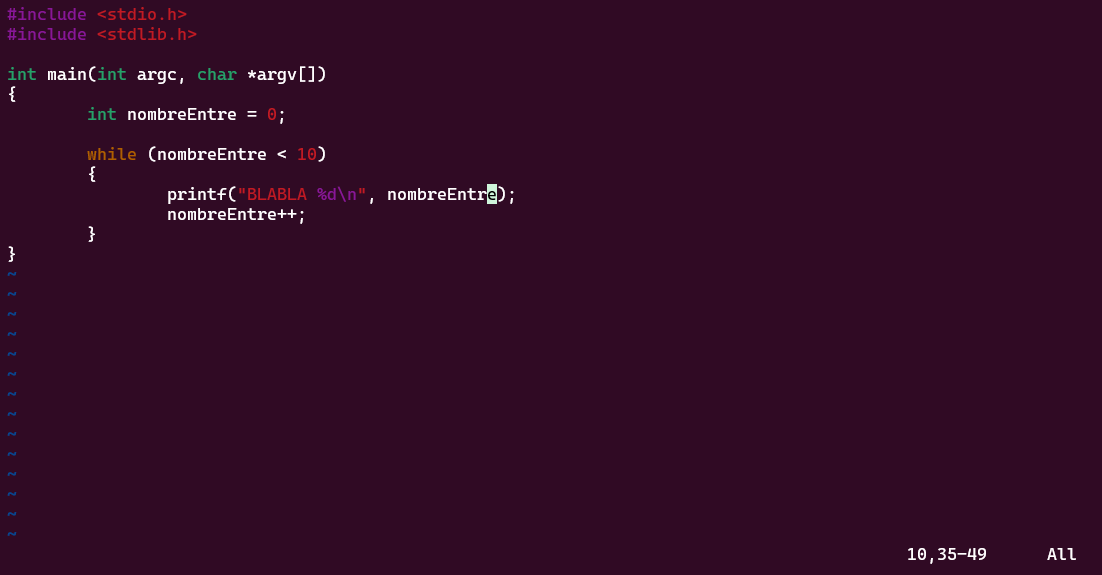 #include <stdio.h>
#include <stdlib.h>

int main(int argc, char *argv[])
{
        int nombreEntre = 0;

        while (nombreEntre < 10)
        {
                printf("BLABLA %d\n", nombreEntre);
                nombreEntre++;
        }
}
~
~
~
~
~
~
~
~
~
~
~
~
~
~
10,35-49      All